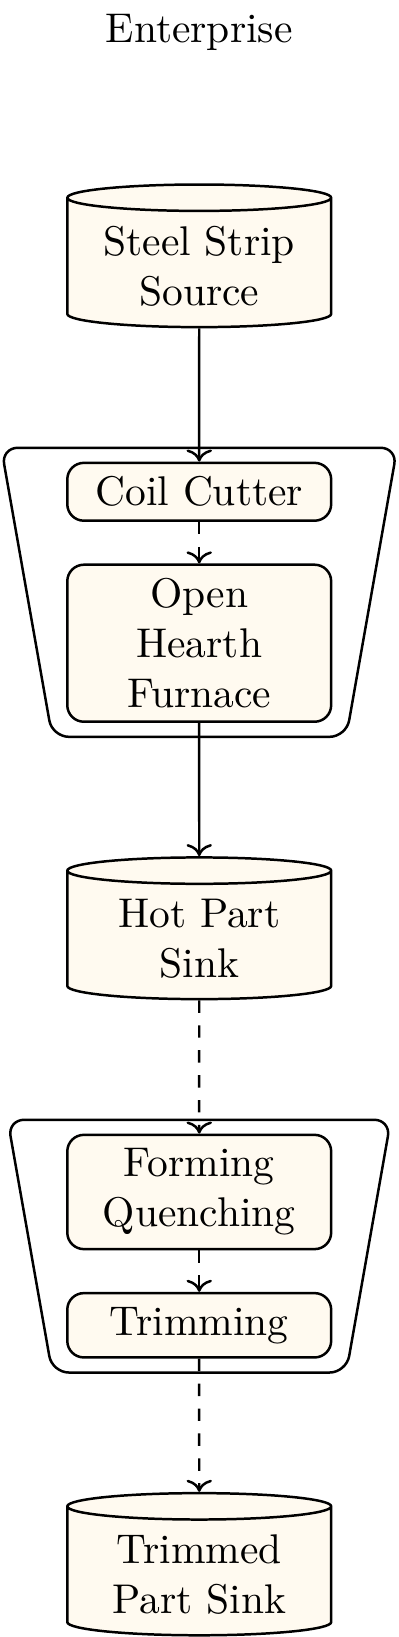 Enterprise
Steel Strip
Source
Coil Cutter
Open
Hearth
Furnace
Hot Part
Sink
Forming
Quenching
Trimming
Trimmed
Part Sink